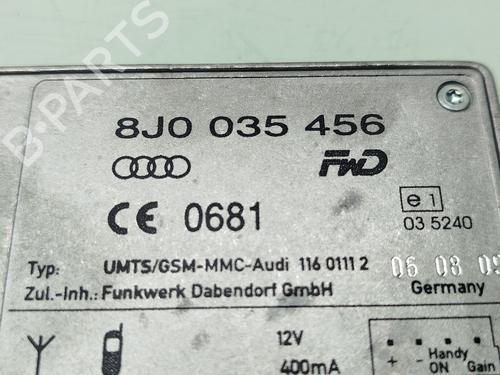 B-PARTS
8J0 035 456
FWD
CE 0681
e 1
03 5240
Typ: UMTS/GSM-MMC-Audi 116 0111 2
Zul.-Inh.: Funkwerk Dabendorf GmbH
06 08 09
Germany
12V
400mA
+ - Handy Gain
ON